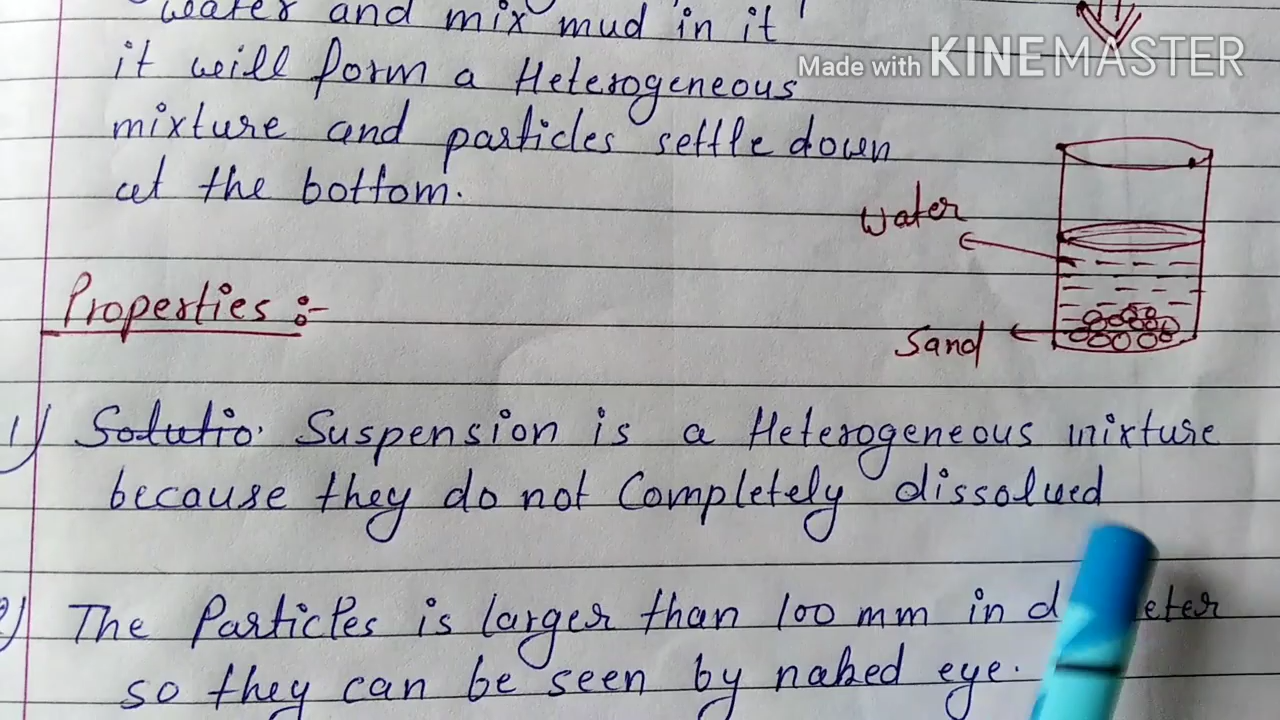 water and mix mud in it
it will form a Heterogeneous
Made with KINEMASTER
mixture and particles settle down
at the bottom.
water
Properties :-
Sand
1) Solutio. Suspension is a Heterogeneous mixture
because they do not Completely dissolved
2) The Particles is larger than 100 mm in d eter
so they can be seen by naked eye.